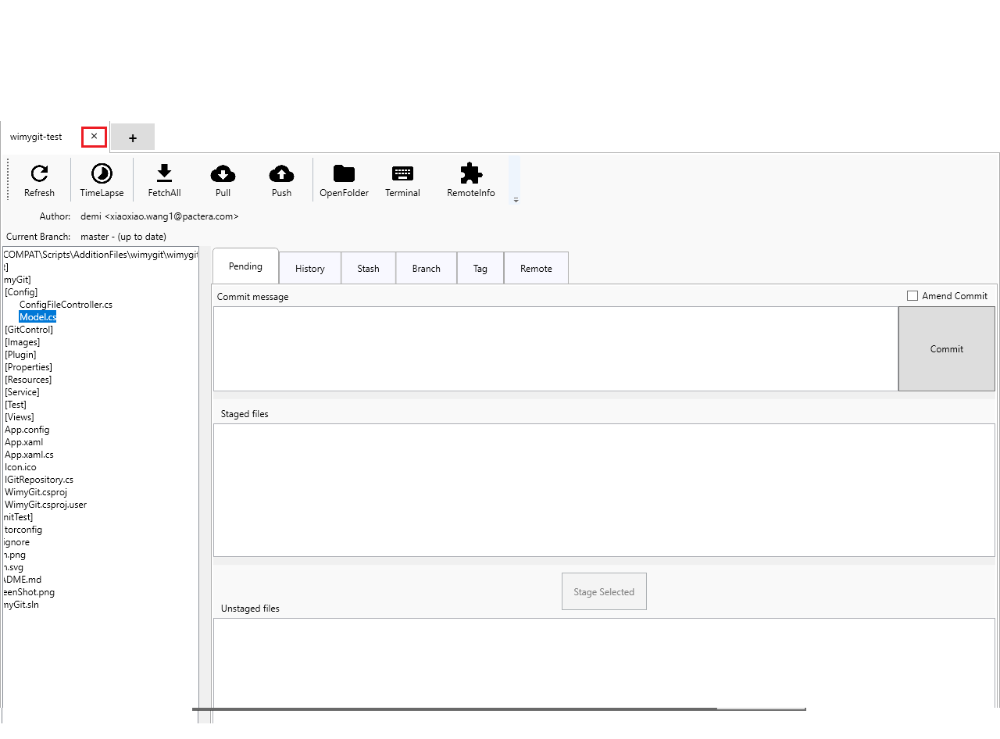 wimygit-test × +
Refresh TimeLapse FetchAll Pull Push OpenFolder Terminal RemoteInfo
Author: demi <xiaoxiao.wang1@pactera.com>
Current Branch: master - (up to date)
COMPAT\Scripts\AdditionFiles\wimygit\wimygit
t]
myGit]
[Config]
ConfigFileController.cs
Model.cs
[GitControl]
[Images]
[Plugin]
[Properties]
[Resources]
[Service]
[Test]
[Views]
App.config
App.xaml
App.xaml.cs
Icon.ico
IGitRepository.cs
WimyGit.csproj
WimyGit.csproj.user
nitTest]
torconfig
ignore
n.png
n.svg
ADME.md
eenShot.png
myGit.sln
Pending History Stash Branch Tag Remote
Commit message
Amend Commit
Commit
Staged files
Stage Selected
Unstaged files